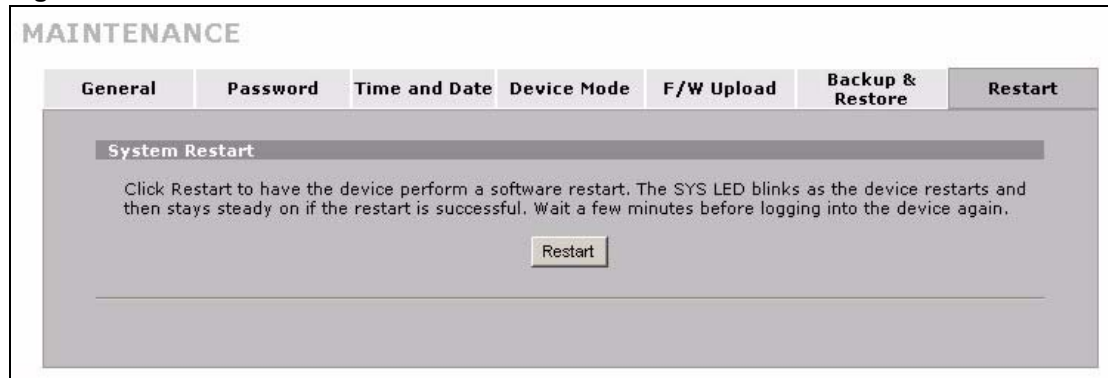 MAINTENANCE
General Password Time and Date Device Mode F/W Upload Backup & Restore Restart
System Restart
Click Restart to have the device perform a software restart. The SYS LED blinks as the device restarts and
then stays steady on if the restart is successful. Wait a few minutes before logging into the device again.
Restart